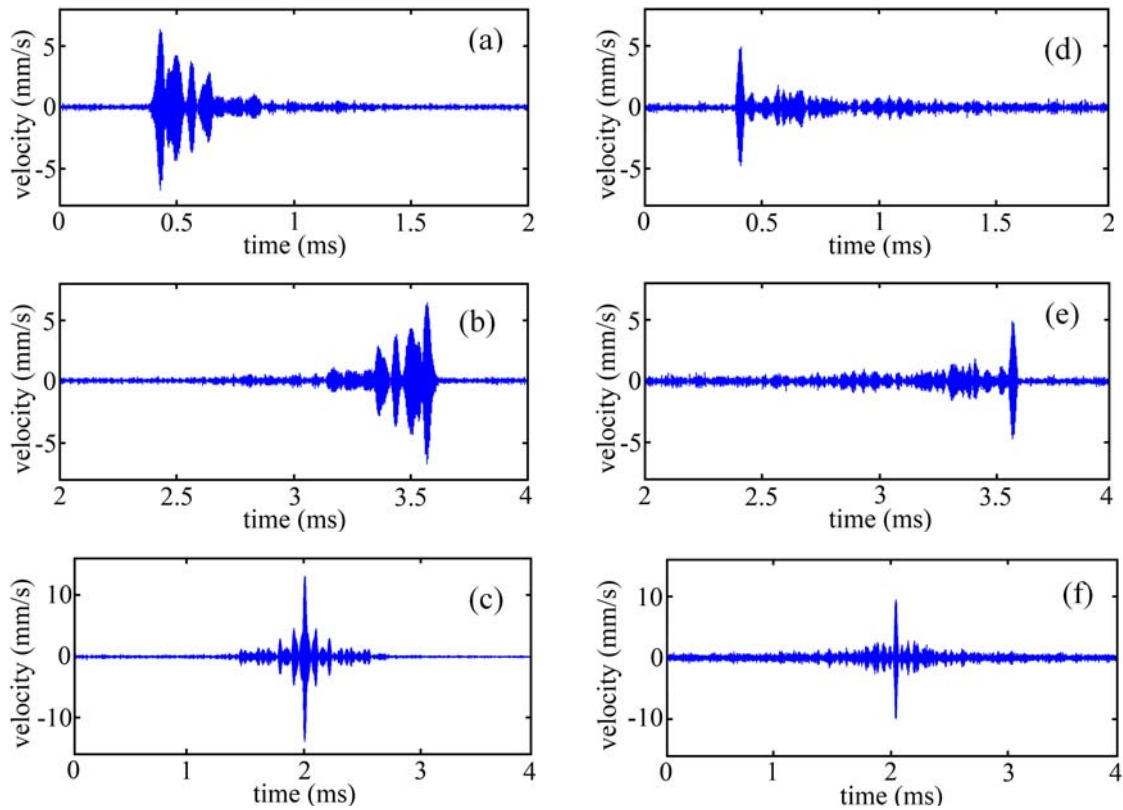 velocity (mm/s)
5
0
-5
(a)
0 0.5 1 1.5 2
time (ms)
velocity (mm/s)
5
0
-5
(d)
0 0.5 1 1.5 2
time (ms)
velocity (mm/s)
5
0
-5
(b)
2 2.5 3 3.5 4
time (ms)
velocity (mm/s)
5
0
-5
(e)
2 2.5 3 3.5 4
time (ms)
velocity (mm/s)
10
0
-10
(c)
0 1 2 3 4
time (ms)
velocity (mm/s)
10
0
-10
(f)
0 1 2 3 4
time (ms)